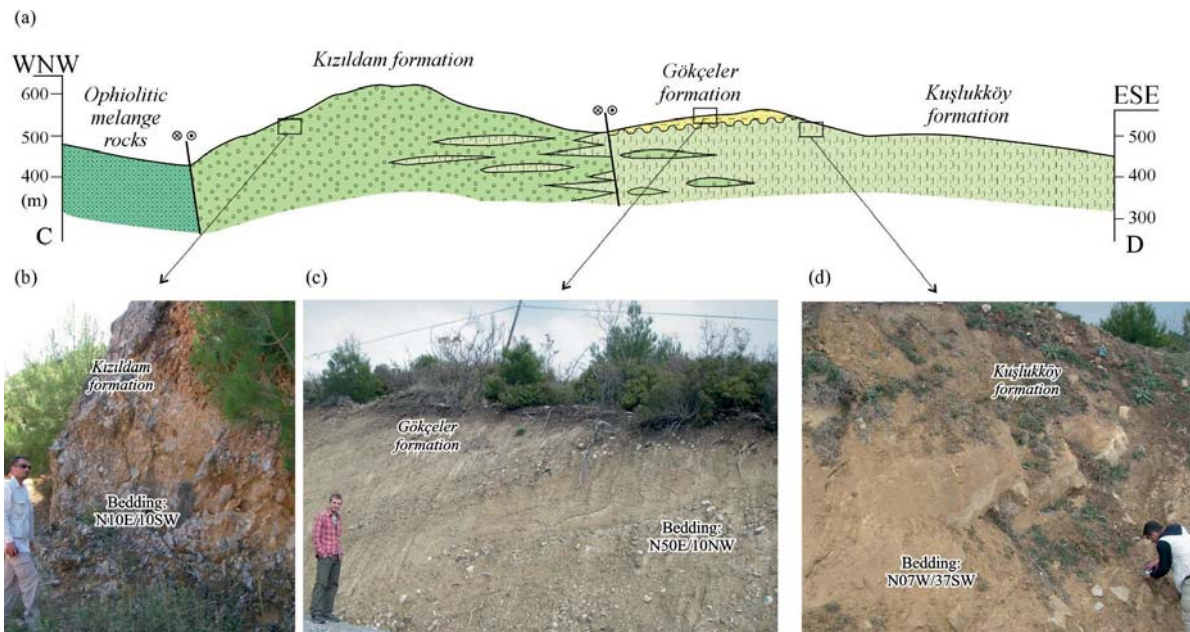 (a)
WNW
Kızıldam formation
Gökçeler
formation
Kuşlukköy
formation
ESE
Ophiolitic
melange
rocks
600
500
400
(m)
C
500
400
300
D
(b)
(c)
(d)
Kızıldam
formation
Bedding:
N10E/10SW
Gökçeler
formation
Bedding:
N50E/10NW
Kuşlukköy
formation
Bedding:
N07W/37SW